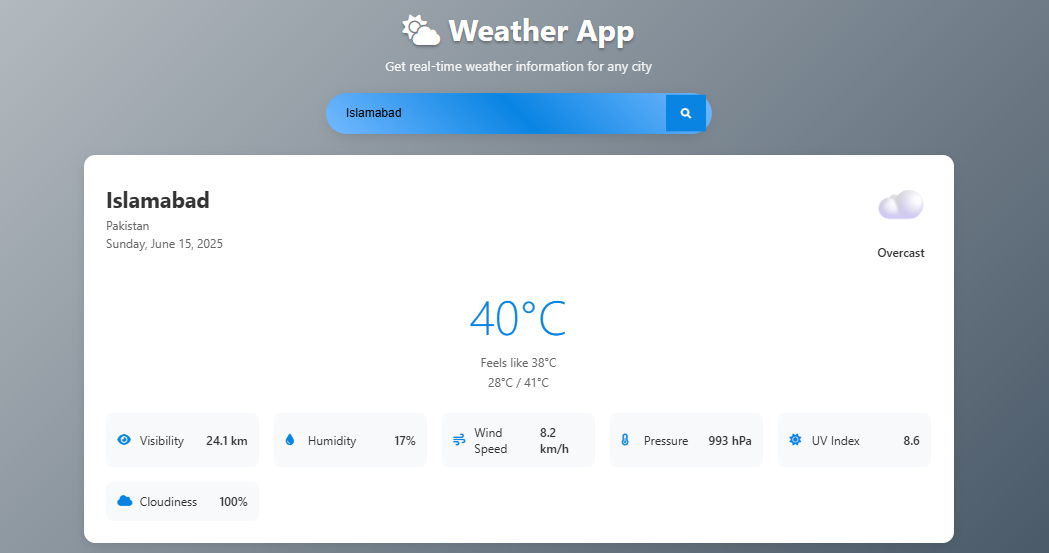 Weather App
Get real-time weather information for any city
Islamabad
Islamabad
Pakistan
Sunday, June 15, 2025
Overcast
40°C
Feels like 38°C
28°C / 41°C
Visibility 24.1 km
Humidity 17%
Wind Speed 8.2 km/h
Pressure 993 hPa
UV Index 8.6
Cloudiness 100%